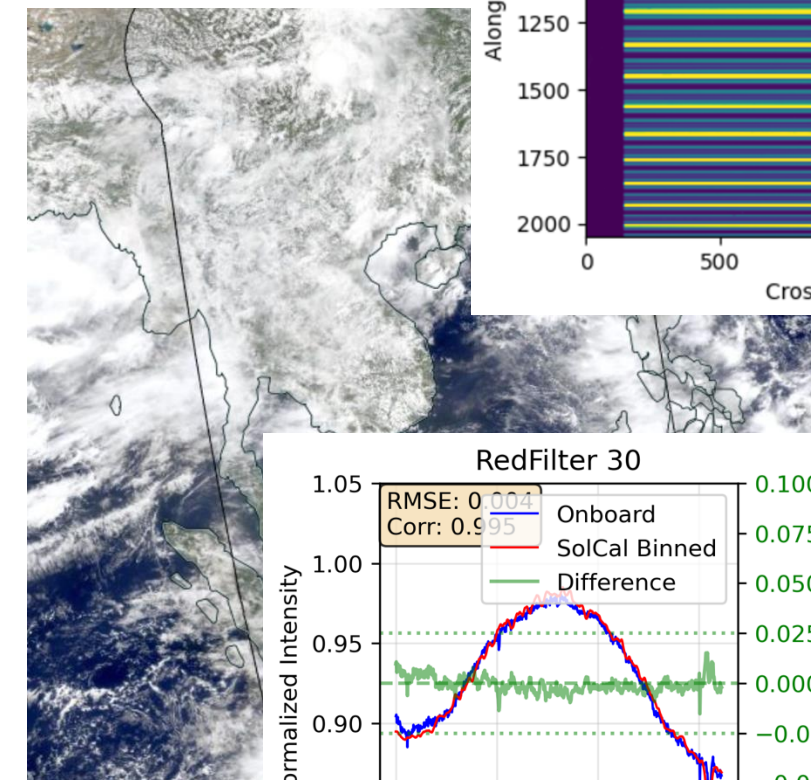 Along
1250
1500
1750
2000
0
500
Cros
RedFilter 30
1.05
1.00
0.95
0.90
ormalized Intensity
RMSE: 0.004
Corr: 0.995
Onboard
SolCal Binned
Difference
0.100
0.075
0.050
0.025
0.000